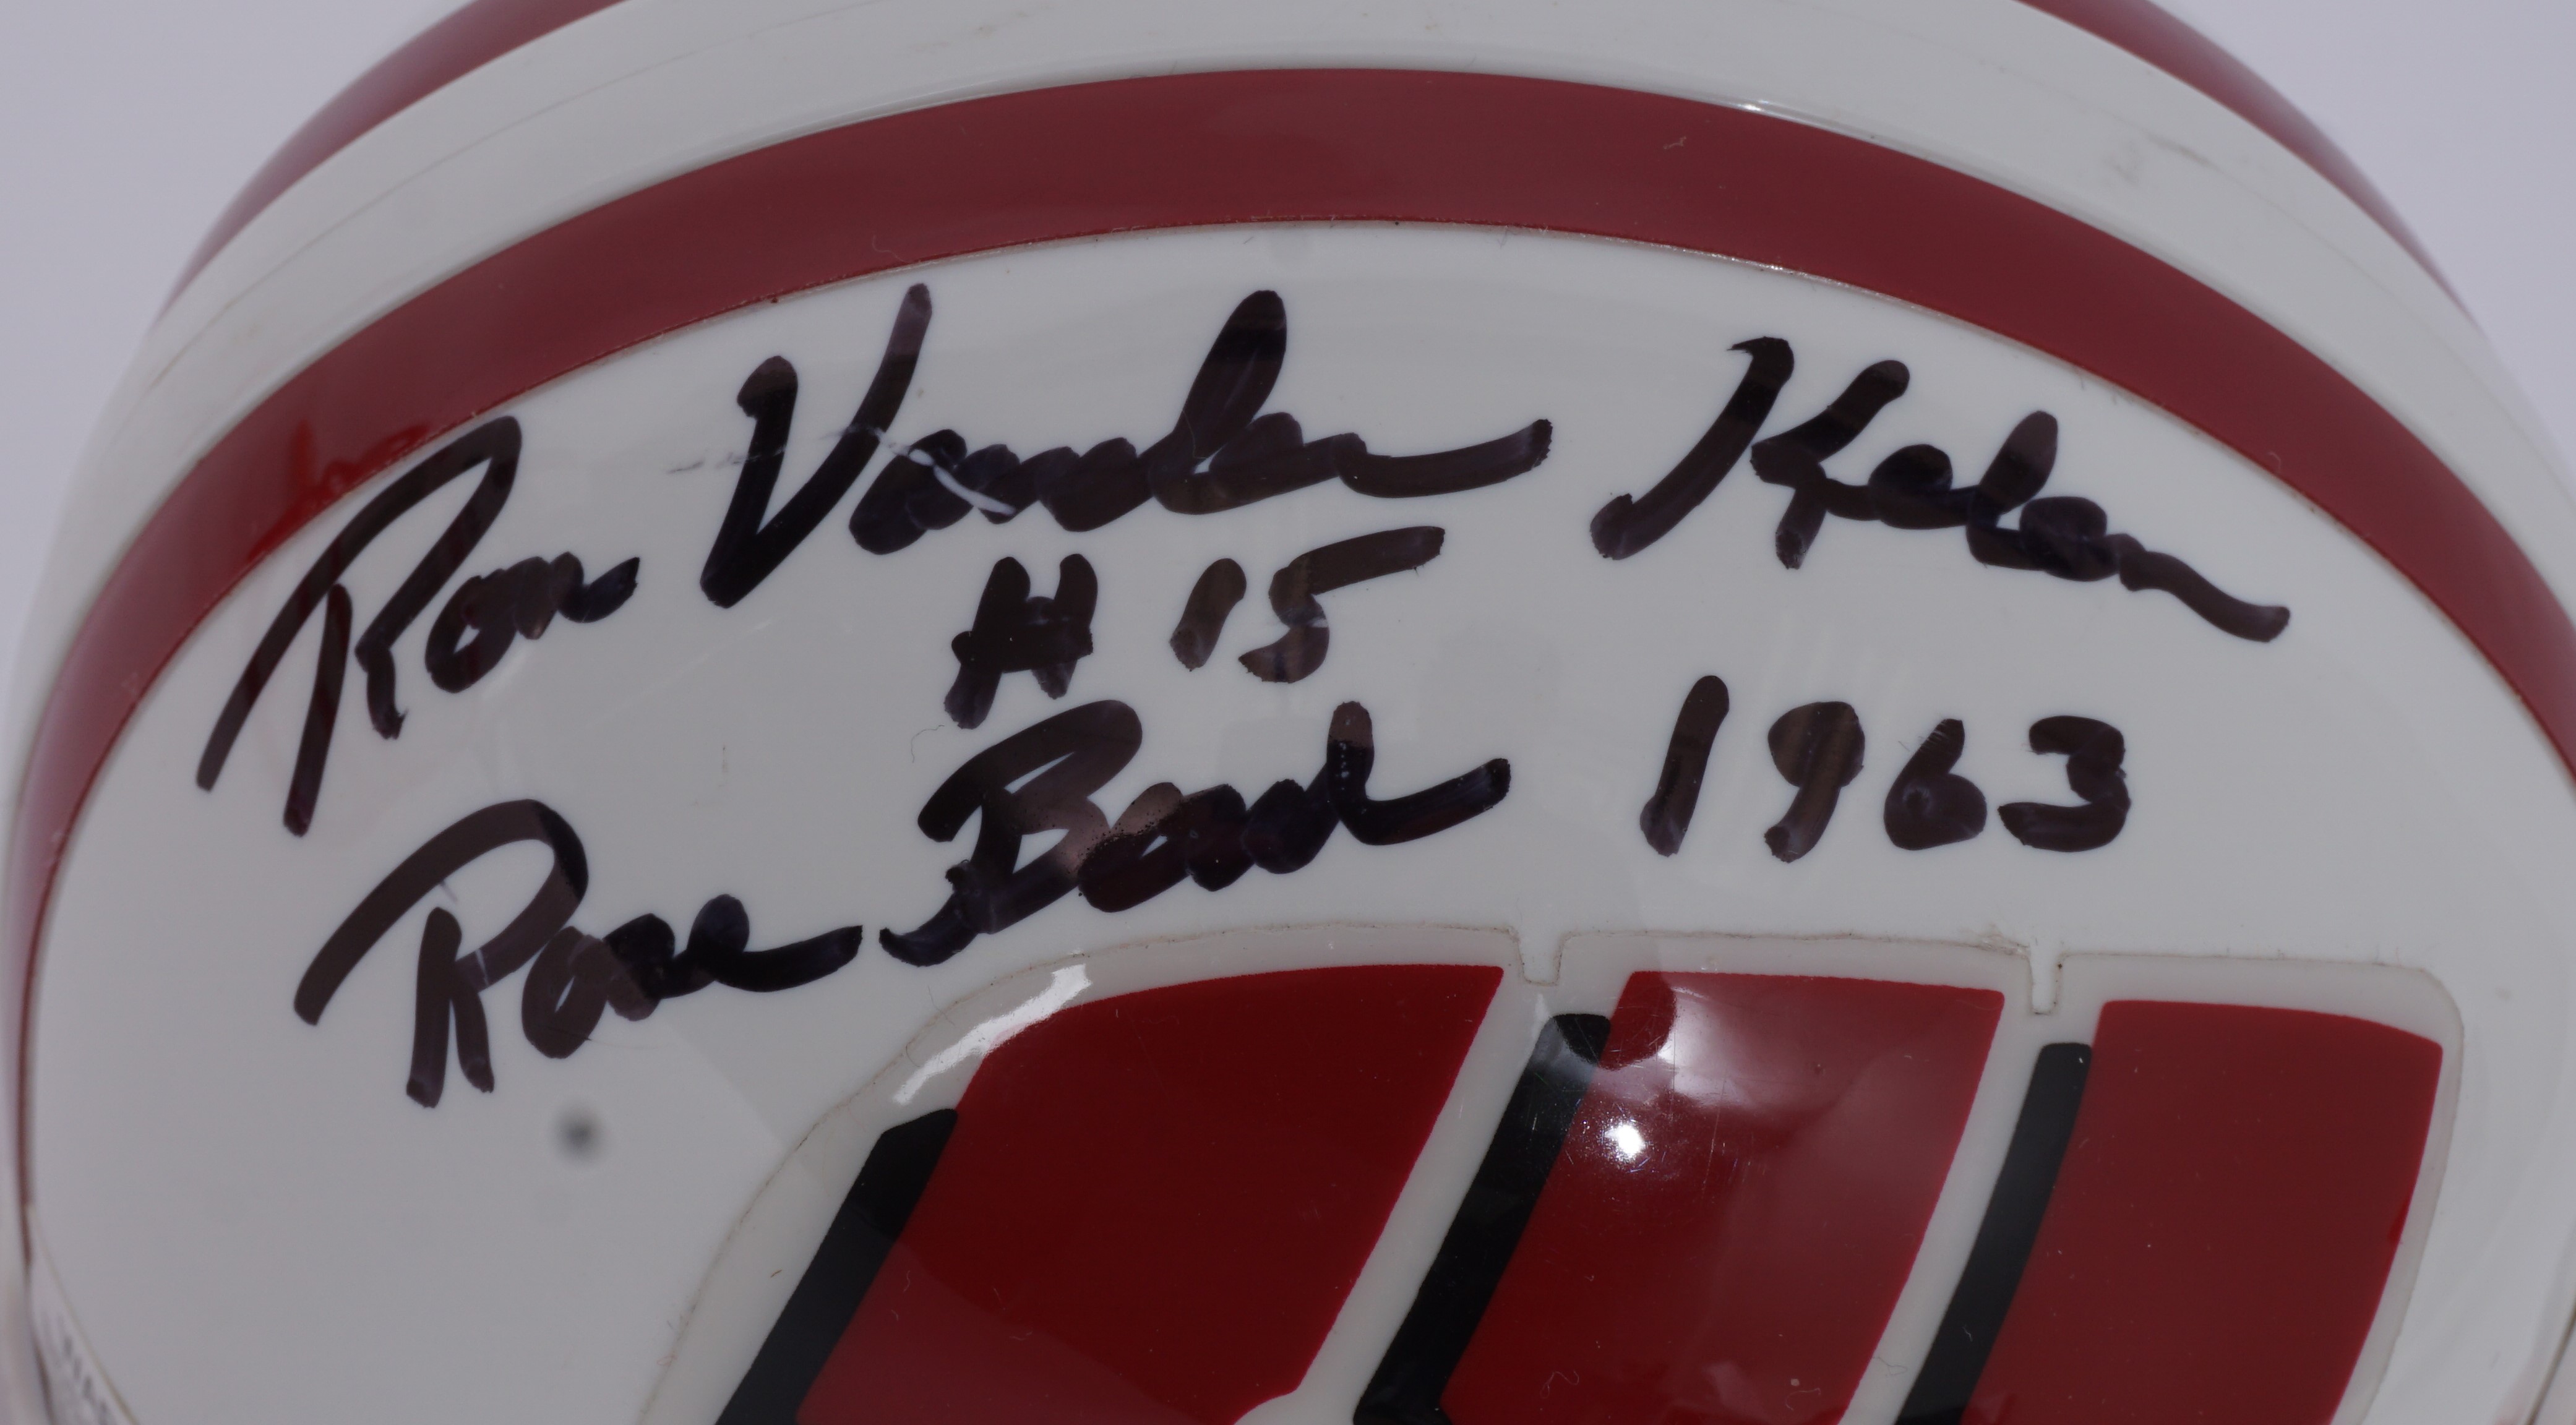 Ron Vander Kelen
# 15
Rose Bowl 1963